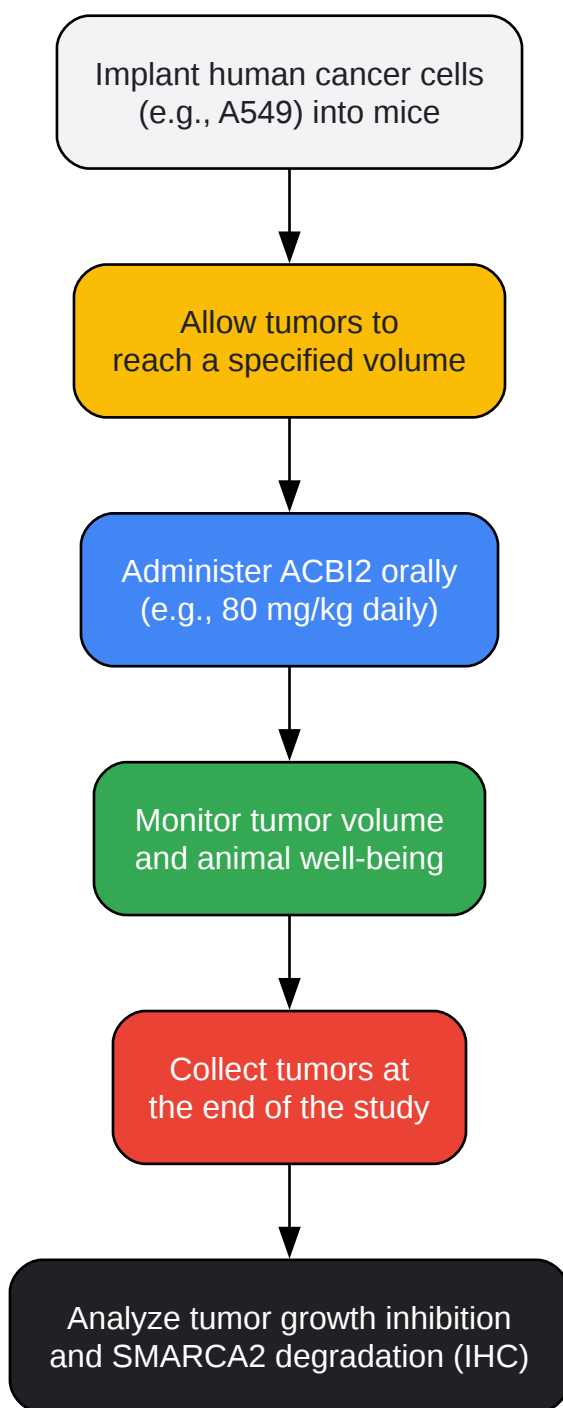 Implant human cancer cells
(e.g., A549) into mice
Allow tumors to
reach a specified volume
Administer ACBI2 orally
(e.g., 80 mg/kg daily)
Monitor tumor volume
and animal well-being
Collect tumors at
the end of the study
Analyze tumor growth inhibition
and SMARCA2 degradation (IHC)